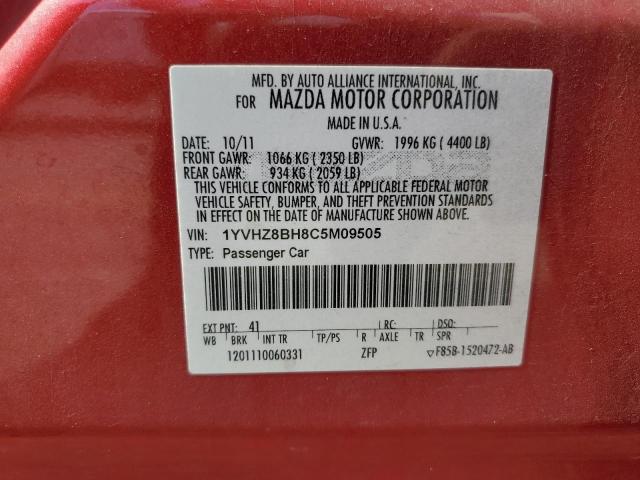 MFD. BY AUTO ALLIANCE INTERNATIONAL, INC.
FOR MAZDA MOTOR CORPORATION
MADE IN U.S.A.
DATE: 10/11 GVWR: 1996 KG ( 4400 LB)
FRONT GAWR: 1066 KG ( 2350 LB)
REAR GAWR: 934 KG ( 2059 LB)
THIS VEHICLE CONFORMS TO ALL APPLICABLE FEDERAL MOTOR
VEHICLE SAFETY, BUMPER, AND THEFT PREVENTION STANDARDS
IN EFFECT ON THE DATE OF MANUFACTURE SHOWN ABOVE.
VIN: 1YVHZ8BH8C5M09505
TYPE: Passenger Car
EXT PNT: 41 RC: DSO:
WB BRK INT TR TP/PS R AXLE TR SPR
1201110060331 ZFP ▽F85B-1520472-AB